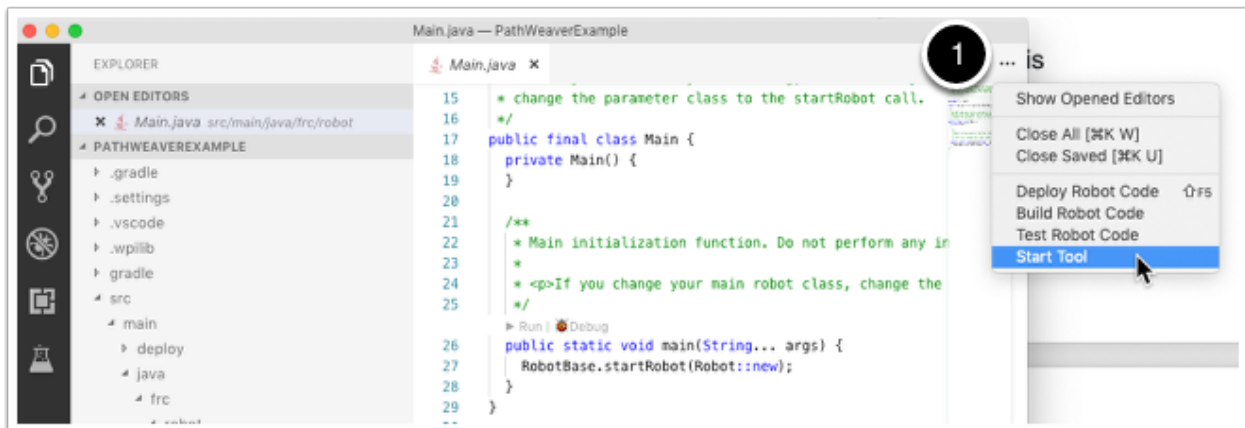 Main.java — PathWeaverExample
1
is
EXPLORER
OPEN EDITORS
Main.java src/main/java/frc/robot
PATHWEAVEREXAMPLE
.gradle
.settings
.vscode
.wpilib
gradle
src
main
deploy
java
frc
robot
Main.java
15 * change the parameter class to the startRobot call.
16 */
17 public final class Main {
18 private Main() {
19 }
20
21 /**
22 * Main initialization function. Do not perform any in
23 *
24 * <p>If you change your main robot class, change the
25 */
Run | Debug
26 public static void main(String... args) {
27 RobotBase.startRobot(Robot::new);
28 }
29 }
...
Show Opened Editors
Close All [⌘K W]
Close Saved [⌘K U]
Deploy Robot Code ⇧F5
Build Robot Code
Test Robot Code
Start Tool